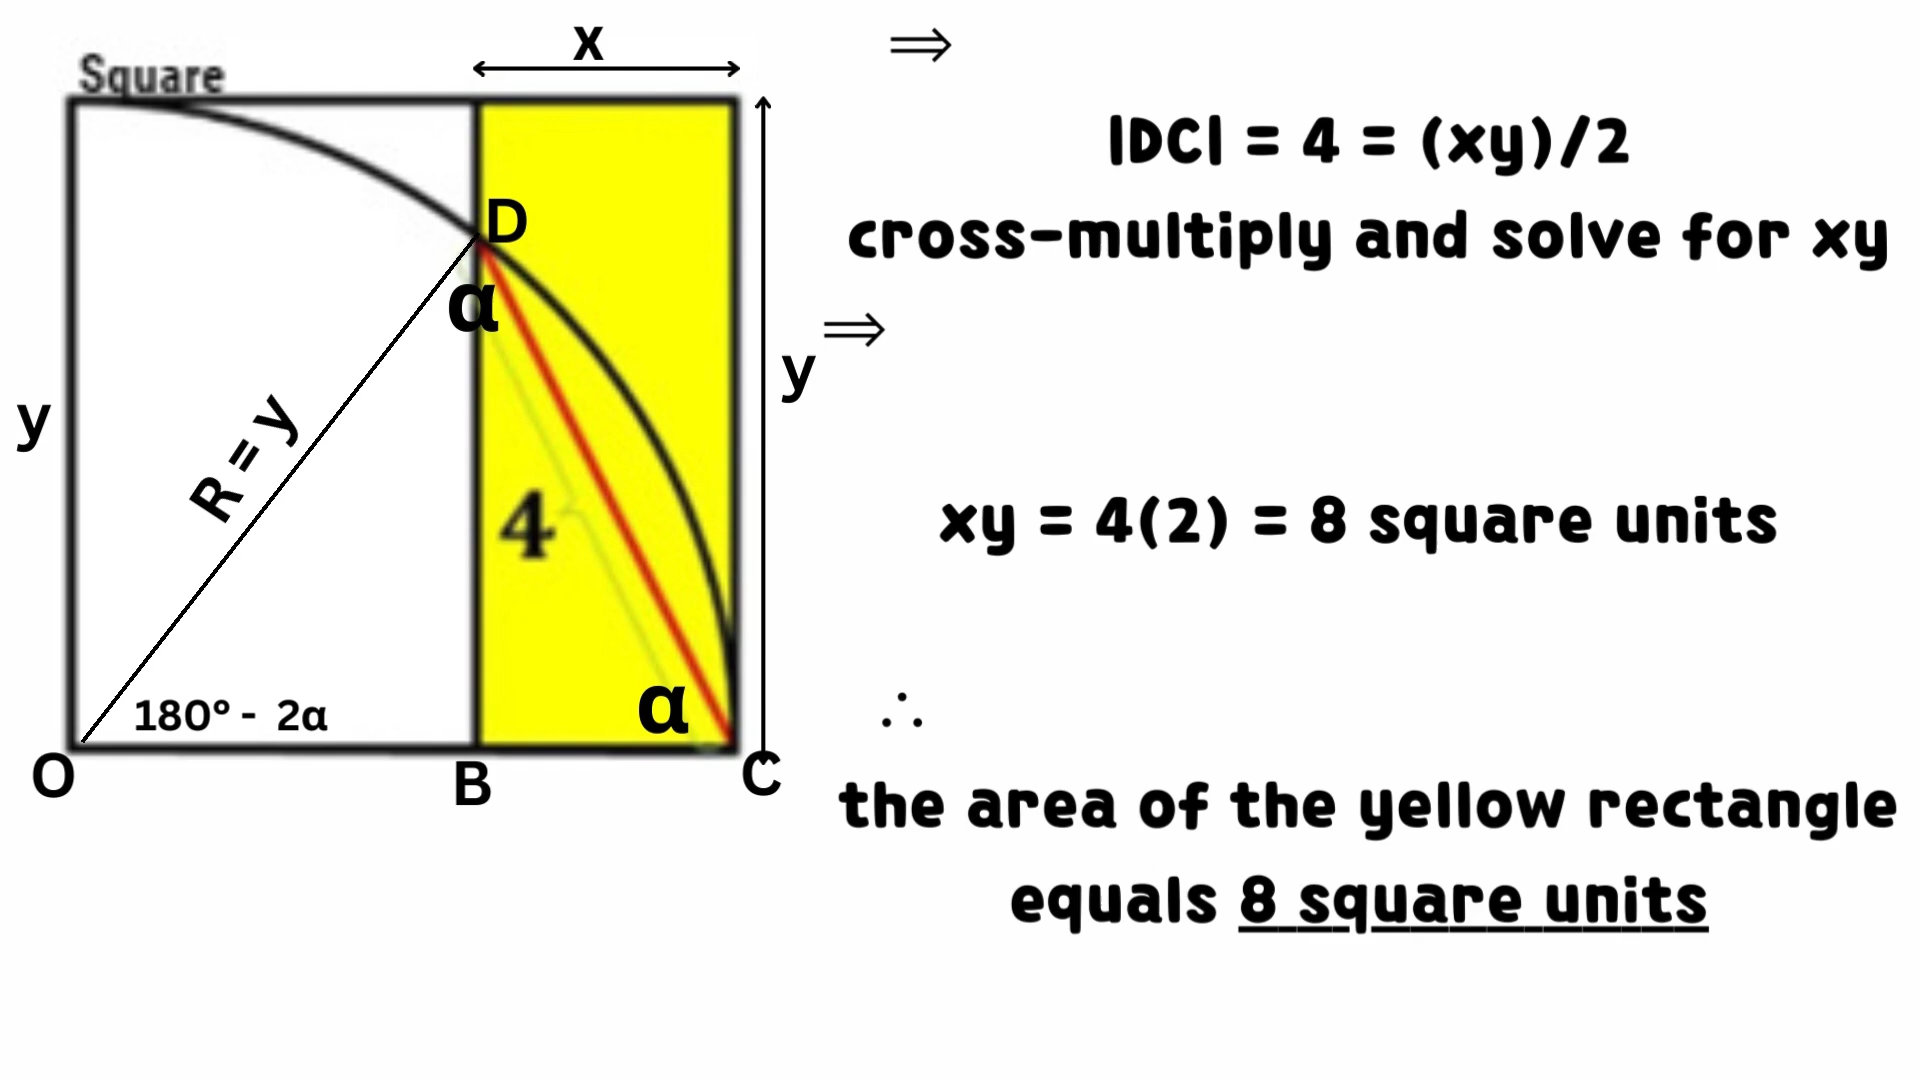 x
Square
⇒
|DC| = 4 = (xy)/2
cross-multiply and solve for xy
D
α
⇒
y
y
R = y
4
xy = 4(2) = 8 square units
α
180° - 2α
∴
O
B
C
the area of the yellow rectangle
equals 8 square units